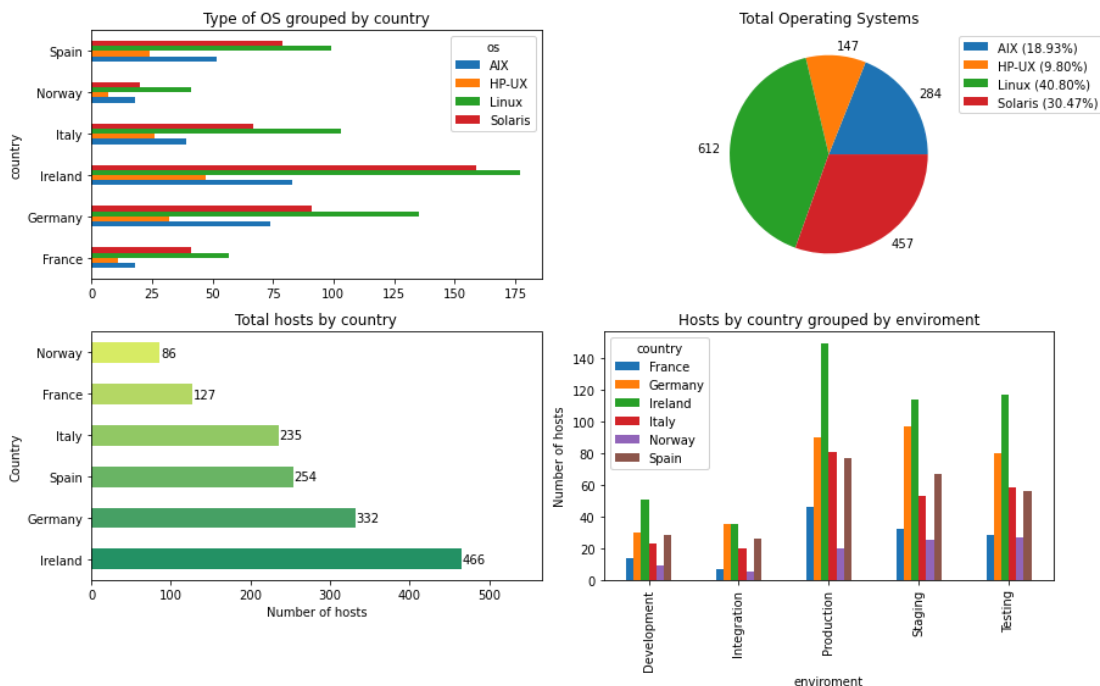 Type of OS grouped by country
country
Spain
Norway
Italy
Ireland
Germany
France
0 25 50 75 100 125 150 175
os
AIX
HP-UX
Linux
Solaris
Total Operating Systems
147
284
612
457
AIX (18.93%)
HP-UX (9.80%)
Linux (40.80%)
Solaris (30.47%)
Total hosts by country
Country
Norway 86
France 127
Italy 235
Spain 254
Germany 332
Ireland 466
0 100 200 300 400 500
Number of hosts
Hosts by country grouped by enviroment
Number of hosts
140
120
100
80
60
40
20
0
country
France
Germany
Ireland
Italy
Norway
Spain
Development
Integration
Production
Staging
Testing
enviroment